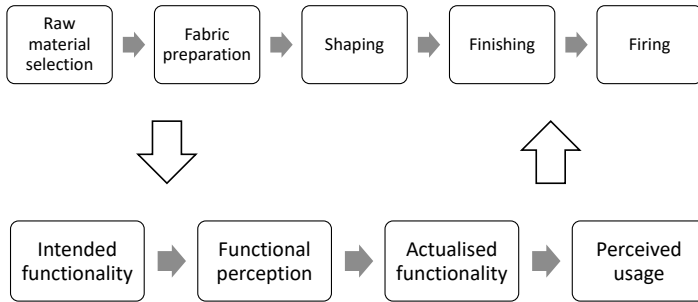 Raw
material
selection
Fabric
preparation
Shaping
Finishing
Firing
Intended
functionality
Functional
perception
Actualised
functionality
Perceived
usage